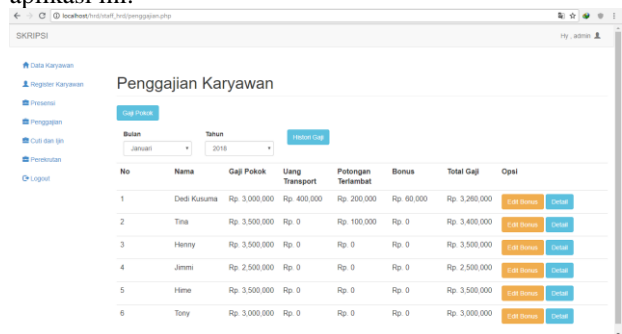 aplikasi ini.
localhost/hrd/staff_hrd/penggajian.php
SKRIPSI
Hy , admin
Data Karyawan
Register Karyawan
Presensi
Penggajian
Cuti dan Ijin
Perekodan
Logout
Penggajian Karyawan
Gaji Pokok
Bulan Tahun
Januari 2018 Histori Gaji
No Nama Gaji Pokok Uang Transport Potongan Terlambat Bonus Total Gaji Opsi
1 Dedi Kusuma Rp. 3,000,000 Rp. 400,000 Rp. 200,000 Rp. 60,000 Rp. 3,260,000 Edit Bonus Detail
2 Tina Rp. 3,500,000 Rp. 0 Rp. 100,000 Rp. 0 Rp. 3,400,000 Edit Bonus Detail
3 Henny Rp. 3,500,000 Rp. 0 Rp. 0 Rp. 0 Rp. 3,500,000 Edit Bonus Detail
4 Jimmi Rp. 2,500,000 Rp. 0 Rp. 0 Rp. 0 Rp. 2,500,000 Edit Bonus Detail
5 Hime Rp. 3,500,000 Rp. 0 Rp. 0 Rp. 0 Rp. 3,500,000 Edit Bonus Detail
6 Tony Rp. 3,000,000 Rp. 0 Rp. 0 Rp. 0 Rp. 3,000,000 Edit Bonus Detail